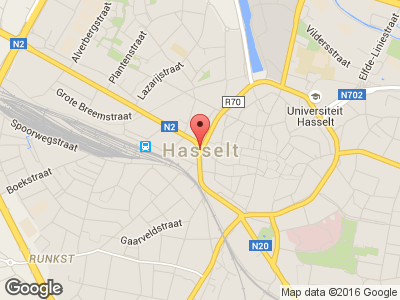 N2
Alverbergstraat
Plantenstraat
Lazarijstraat
Vildersstraat
Elfde-Liniestraat
N702
R70
Grote Breemstraat
Universiteit
Hasselt
N2
Spoorwegstraat
Hasselt
Boekstraat
Gaarveldstraat
N20
RUNKST
Google
Map data ©2016 Google